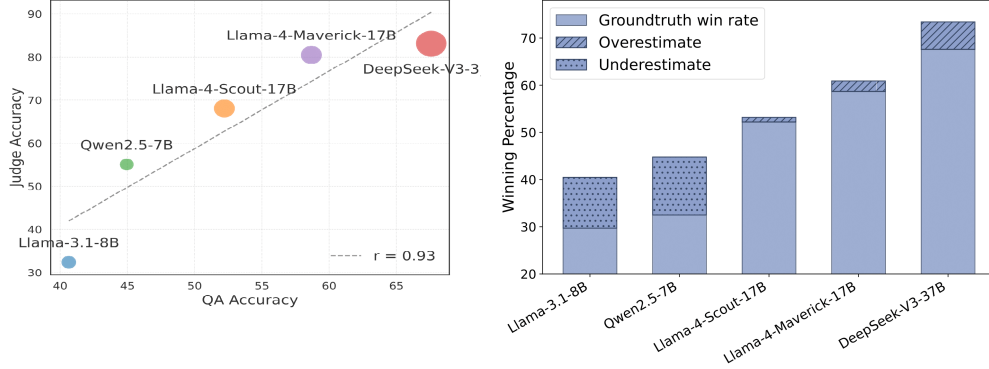 90
80
70
60
50
40
30
40
45
50
55
60
65
Judge Accuracy
QA Accuracy
Llama-4-Maverick-17B
DeepSeek-V3-3
Llama-4-Scout-17B
Qwen2.5-7B
Llama-3.1-8B
r = 0.93
Groundtruth win rate
Overestimate
Underestimate
Winning Percentage
70
60
50
40
30
20
Llama-3.1-8B
Qwen2.5-7B
Llama-4-Scout-17B
Llama-4-Maverick-17B
DeepSeek-V3-37B